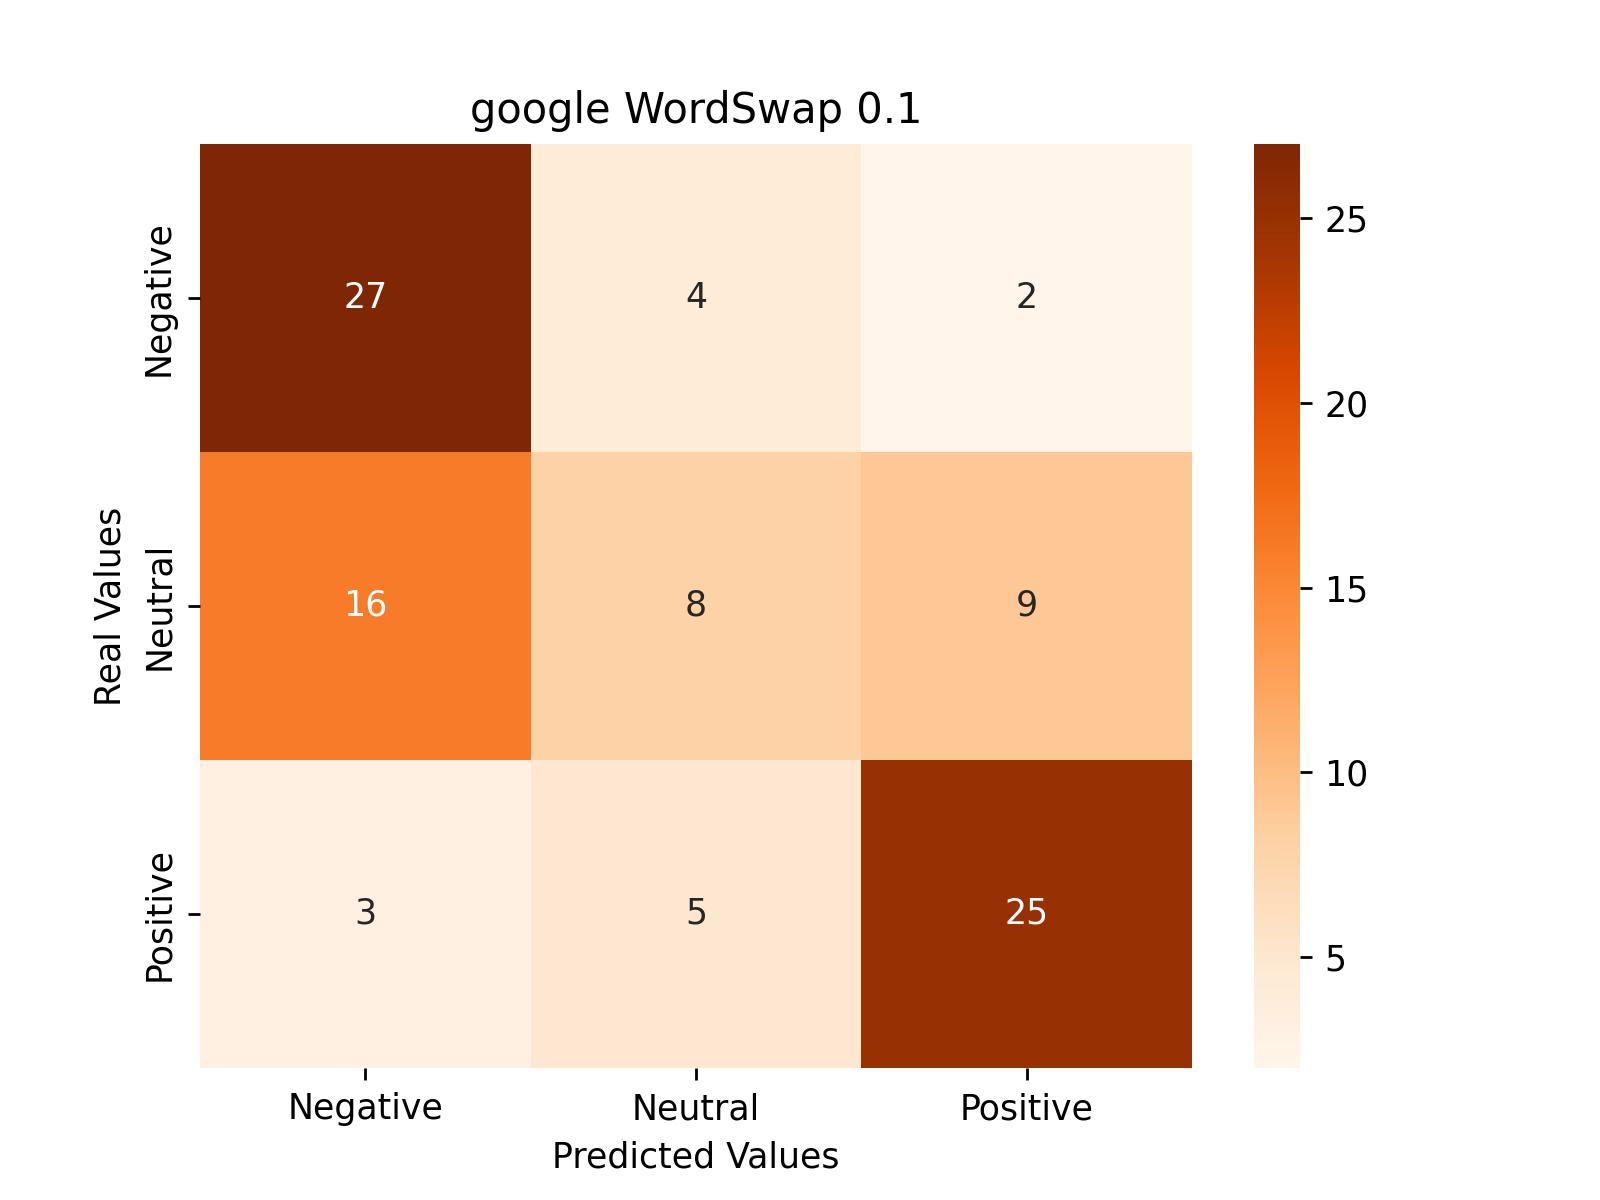 google WordSwap 0.1
Real Values
Negative
27 4 2
Neutral
16 8 9
Positive
3 5 25
Negative Neutral Positive
Predicted Values
25
20
15
10
5